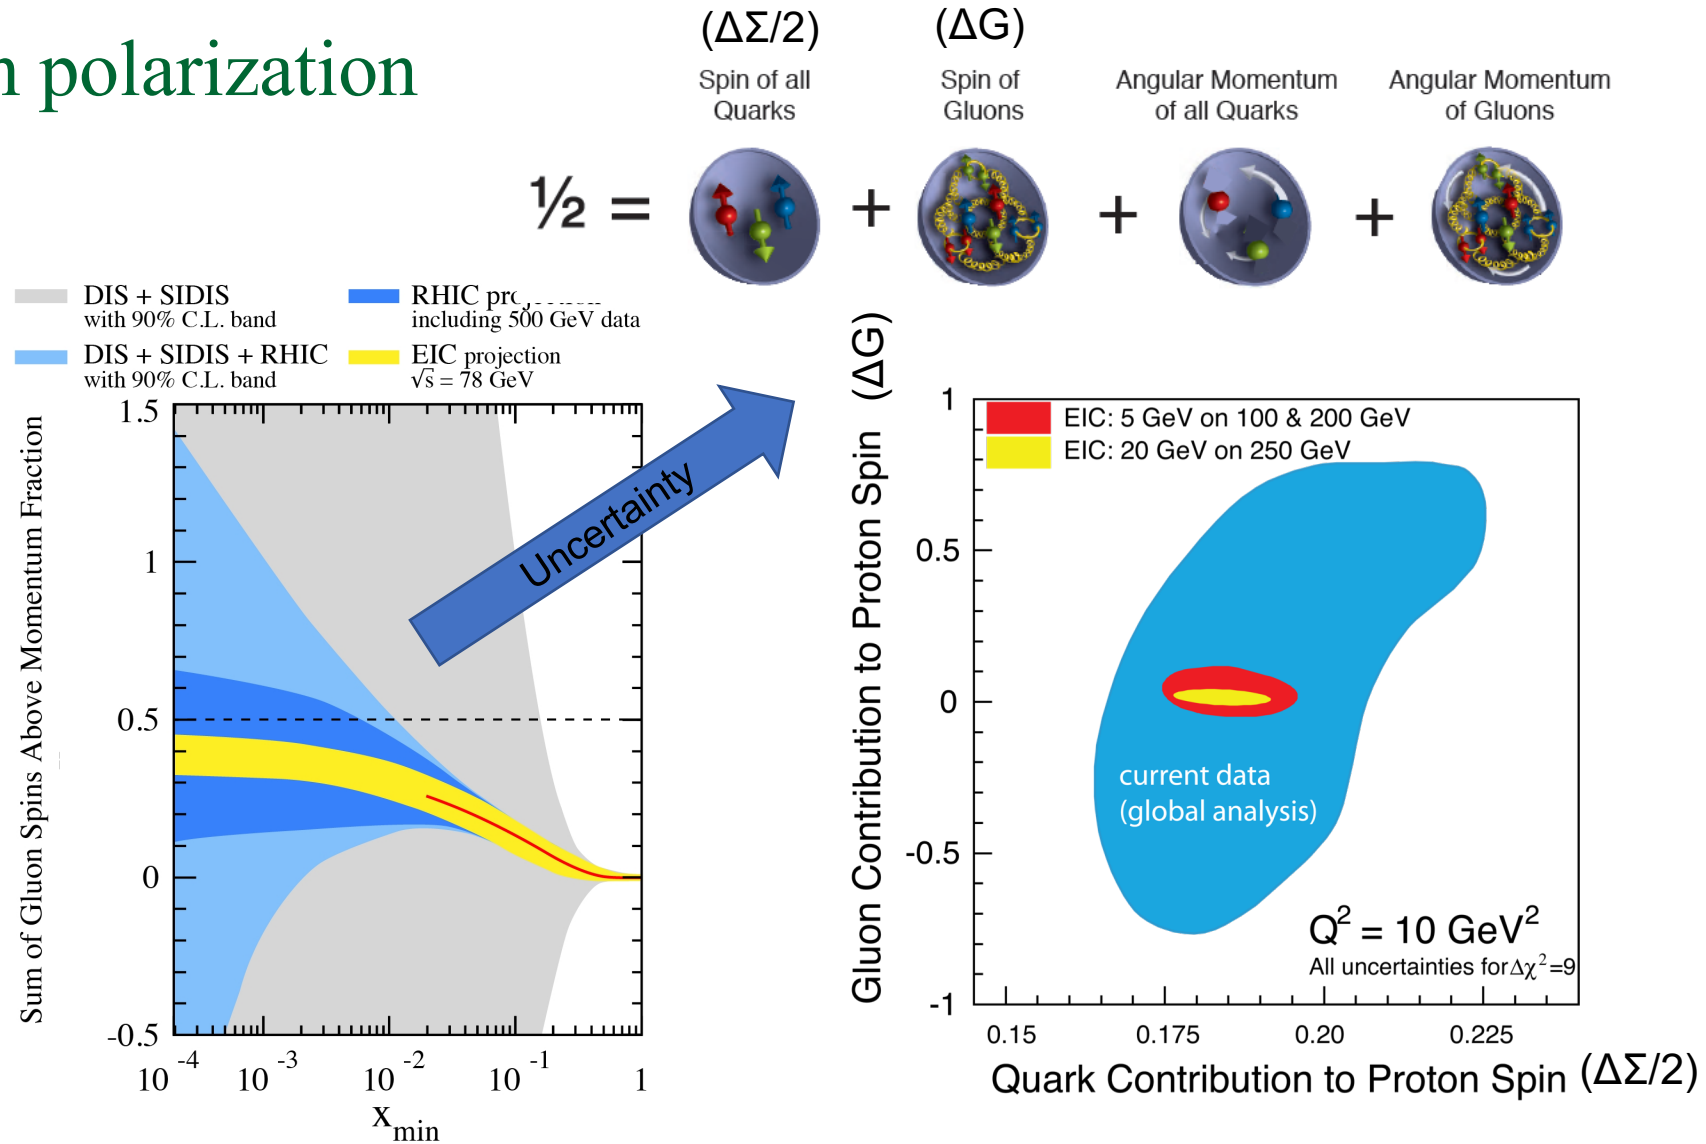 n polarization
(ΔΣ/2)
(ΔG)
Spin of all
Quarks
Spin of
Gluons
Angular Momentum
of all Quarks
Angular Momentum
of Gluons
½ =
+
+
+
DIS + SIDIS
with 90% C.L. band
DIS + SIDIS + RHIC
with 90% C.L. band
RHIC
including 500 GeV data
EIC projection
√s = 78 GeV
Sum of Gluon Spins Above Momentum Fraction
1.5
1
0.5
0
-0.5
10⁻⁴ 10⁻³ 10⁻² 10⁻¹ 1
x_min
Uncertainty
Gluon Contribution to Proton Spin (ΔG)
1
0.5
0
-0.5
-1
EIC: 5 GeV on 100 & 200 GeV
EIC: 20 GeV on 250 GeV
current data
(global analysis)
Q² = 10 GeV²
All uncertainties for Δχ²=9
0.15 0.175 0.20 0.225
Quark Contribution to Proton Spin (ΔΣ/2)